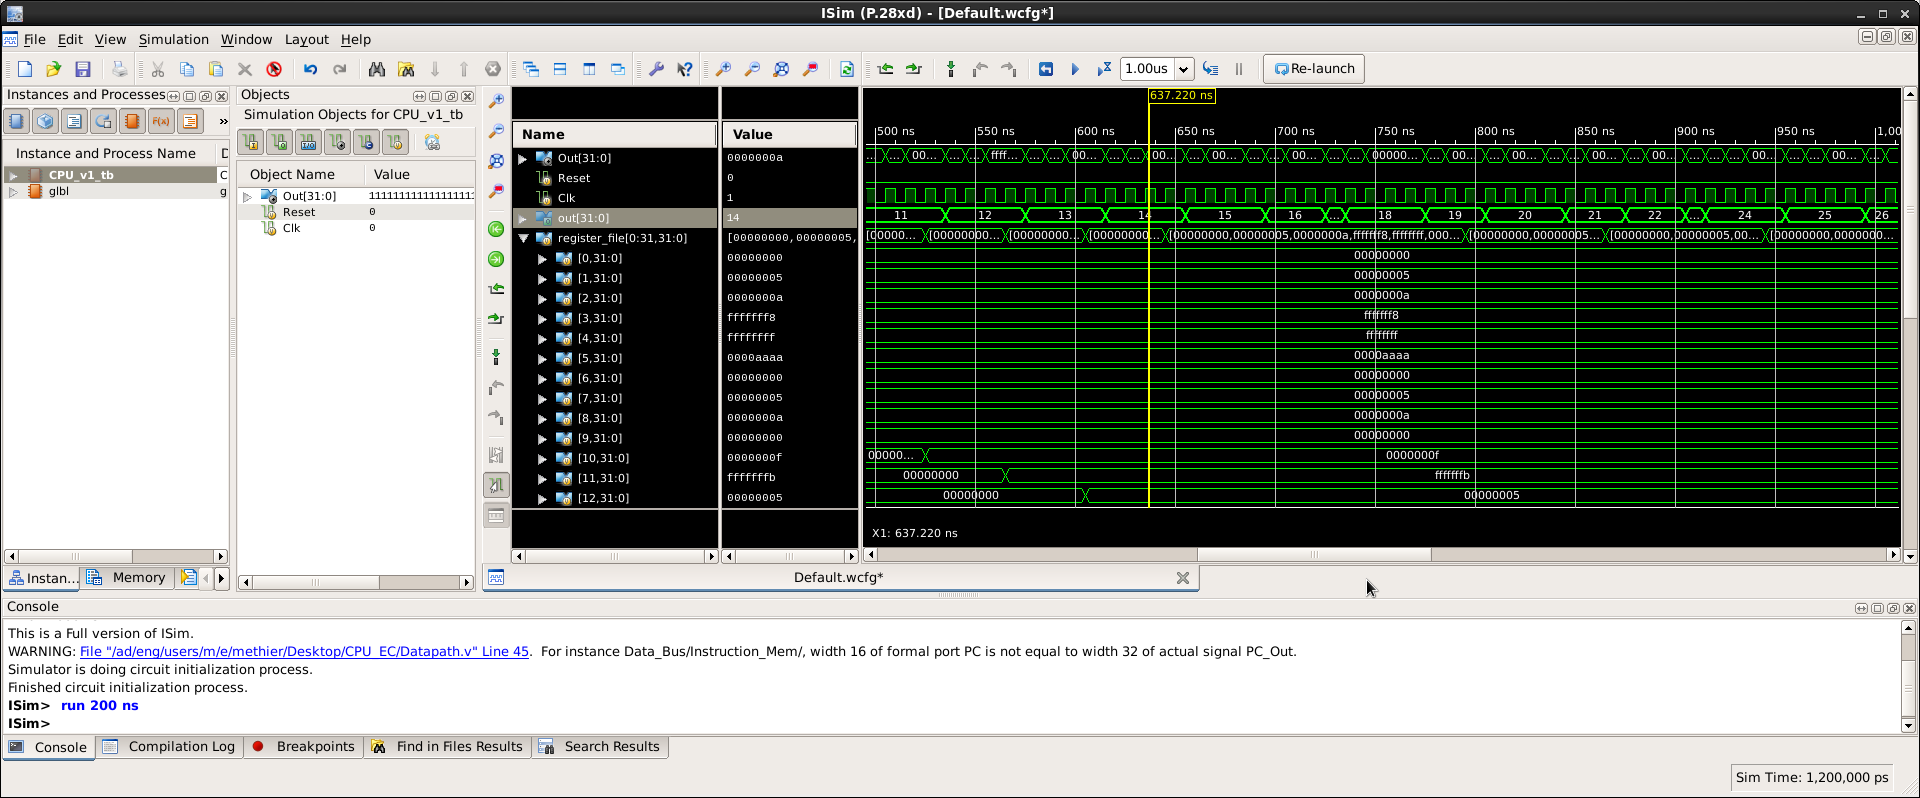 ISim (P.28xd) - [Default.wcfg*]
File Edit View Simulation Window Layout Help
1.00us Re-launch
Instances and Processes
Instance and Process Name D
CPU_v1_tb C
glbl g
Instan... Memory
Objects
Simulation Objects for CPU_v1_tb
Object Name Value
Out[31:0] 1111111111111111111
Reset 0
Clk 0
Name Value
Out[31:0] 0000000a
Reset 0
Clk 1
out[31:0] 14
register_file[0:31,31:0] [00000000,00000005,
[0,31:0] 00000000
[1,31:0] 00000005
[2,31:0] 0000000a
[3,31:0] fffffff8
[4,31:0] ffffffff
[5,31:0] 0000aaaa
[6,31:0] 00000000
[7,31:0] 00000005
[8,31:0] 0000000a
[9,31:0] 00000000
[10,31:0] 0000000f
[11,31:0] fffffffb
[12,31:0] 00000005
637.220 ns
500 ns 550 ns 600 ns 650 ns 700 ns 750 ns 800 ns 850 ns 900 ns 950 ns 1,00
... ... 00... ... ... ffff... ... ... 00... ... ... 00... ... 00... ... ... 00... ... ... 00000... ... 00... ... ... 00... ... ... 00... ... ... 00... ... ... 00... ...
11 12 13 14 15 16 ... 18 19 20 21 22 ... 24 25 26
[00000... [00000000... [00000000... [00000000... [00000000,00000005,0000000a,fffffff8,ffffffff,000... [00000000,00000005... [00000000,00000005,00... [00000000,0000000...
00000000
00000005
0000000a
fffffff8
ffffffff
0000aaaa
00000000
00000005
0000000a
00000000
00000... 0000000f
00000000 fffffffb
00000000 00000005
X1: 637.220 ns
Default.wcfg*
Console
This is a Full version of ISim.
WARNING: File "/ad/eng/users/m/e/methier/Desktop/CPU_EC/Datapath.v" Line 45. For instance Data_Bus/Instruction_Mem/, width 16 of formal port PC is not equal to width 32 of actual signal PC_Out.
Simulator is doing circuit initialization process.
Finished circuit initialization process.
ISim> run 200 ns
ISim>
Console Compilation Log Breakpoints Find in Files Results Search Results
Sim Time: 1,200,000 ps